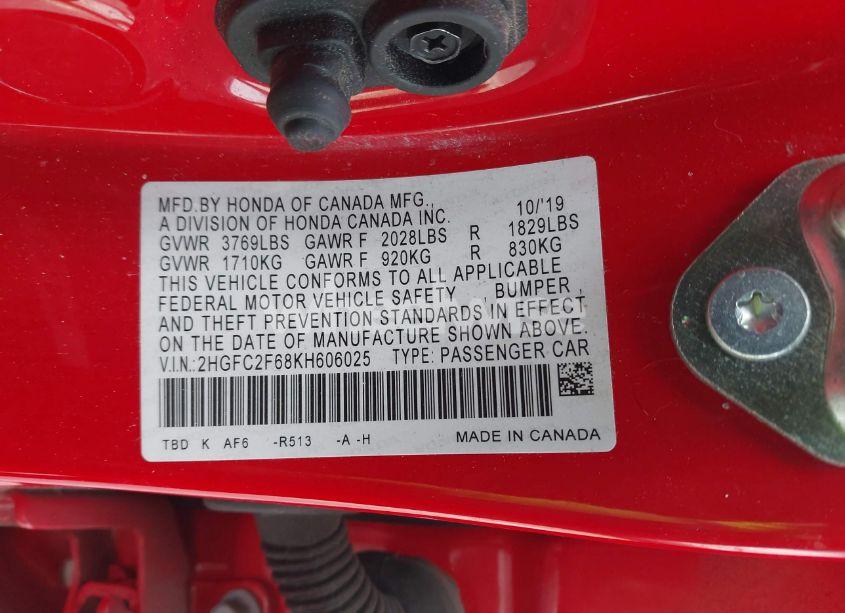 MFD.BY HONDA OF CANADA MFG., 10/'19
A DIVISION OF HONDA CANADA INC.
GVWR 3769LBS GAWR F 2028LBS R 1829LBS
GVWR 1710KG GAWR F 920KG R 830KG
THIS VEHICLE CONFORMS TO ALL APPLICABLE
FEDERAL MOTOR VEHICLE SAFETY , BUMPER ,
AND THEFT PREVENTION STANDARDS IN EFFECT
ON THE DATE OF MANUFACTURE SHOWN ABOVE.
V.I.N.:2HGFC2F68KH606025 TYPE: PASSENGER CAR
TBD K AF6 -R513 -A -H MADE IN CANADA